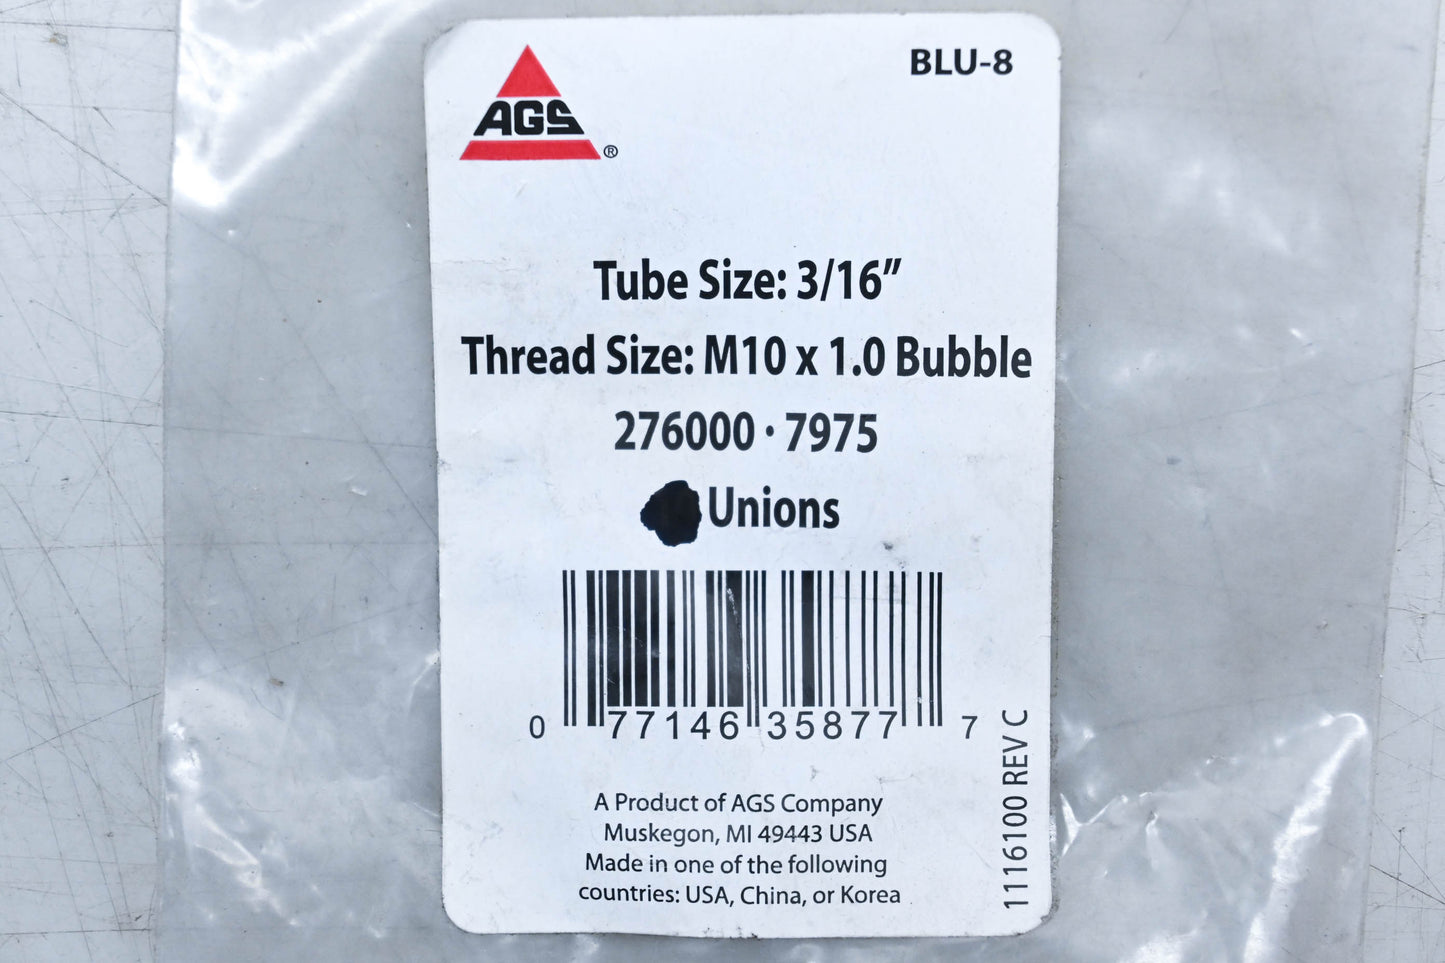 AGS®
BLU-8
Tube Size: 3/16”
Thread Size: M10 x 1.0 Bubble
276000 · 7975
Unions
0 77146 35877 7
1116100 REV C
A Product of AGS Company
Muskegon, MI 49443 USA
Made in one of the following
countries: USA, China, or Korea